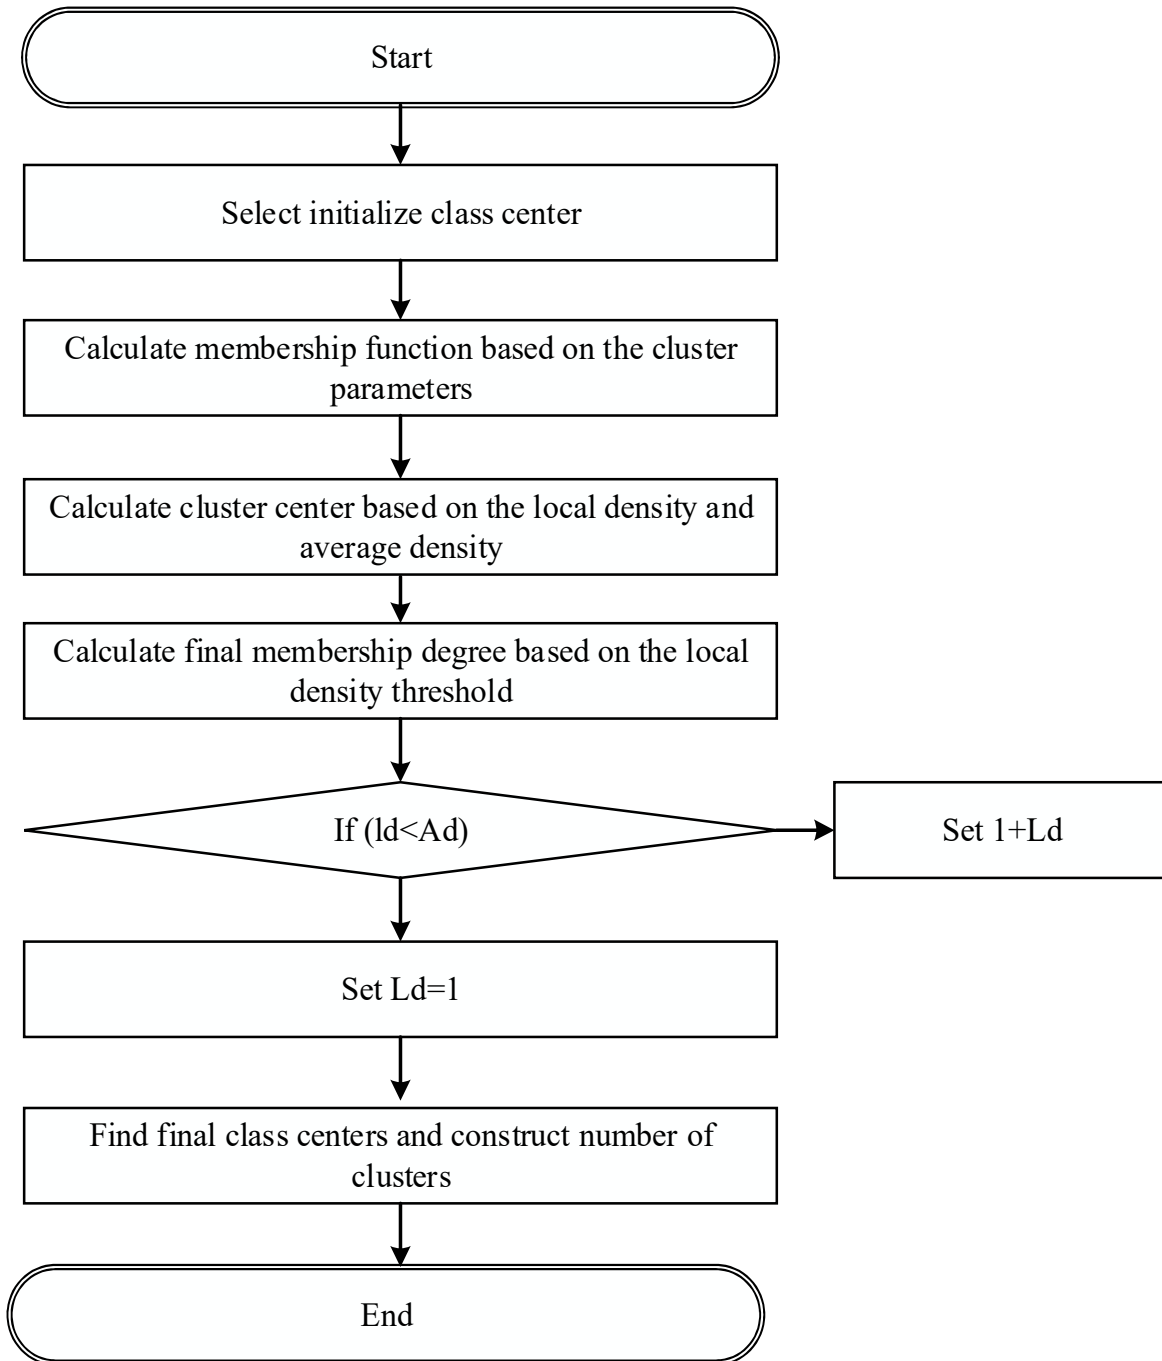 Start
Select initialize class center
Calculate membership function based on the cluster
parameters
Calculate cluster center based on the local density and
average density
Calculate final membership degree based on the local
density threshold
If (ld<Ad)
Set 1+Ld
Set Ld=1
Find final class centers and construct number of
clusters
End